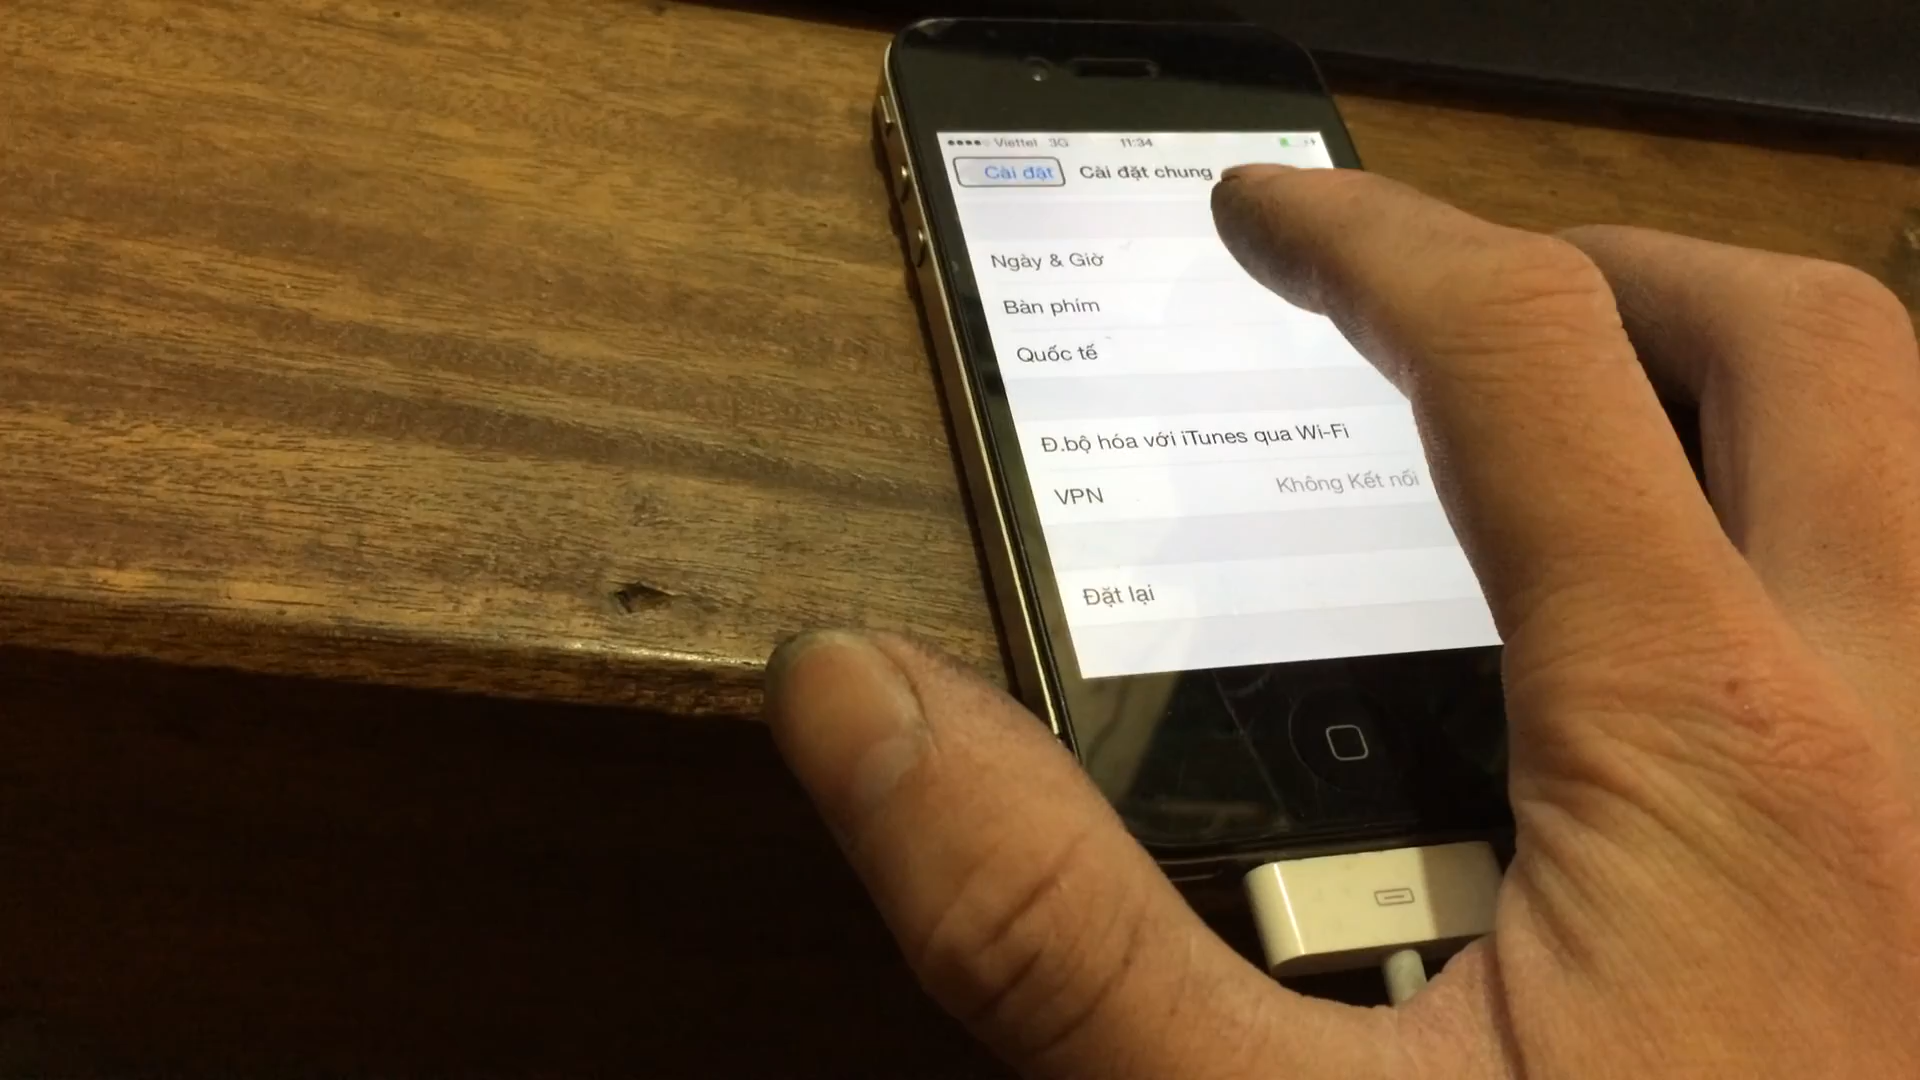 Viettel 3G 11:34
Cài đặt Cài đặt chung
Ngày & Giờ
Bàn phím
Quốc tế
Đ.bộ hóa với iTunes qua Wi-Fi
VPN Không Kết nối
Đặt lại